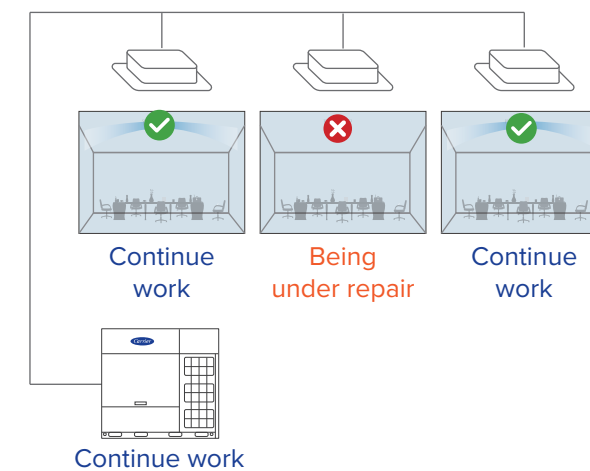 Continue
work
Being
under repair
Continue
work
Carrier
Continue work